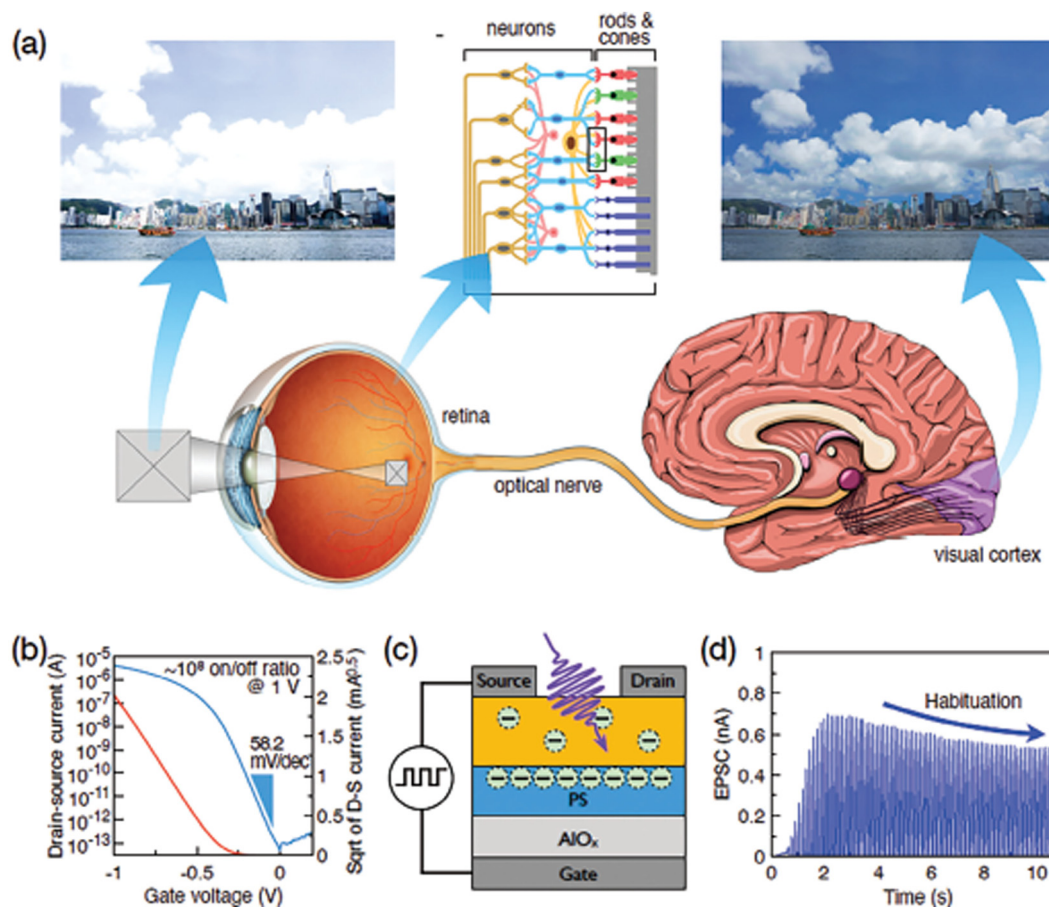 (a)
neurons
rods &
cones
retina
optical nerve
visual cortex
(b)
Drain-source current (A)
10⁻⁵
10⁻⁶
10⁻⁷
10⁻⁸
10⁻⁹
10⁻¹⁰
10⁻¹¹
10⁻¹²
10⁻¹³
~10⁸ on/off ratio
@ 1 V
58.2
mV/dec
2.5
2
1.5
1
0.5
0
Sqrt of D-S current (mA⁰·⁵)
-1
-0.5
0
Gate voltage (V)
(c)
Source
Drain
PS
AlOₓ
Gate
(d)
EPSC (nA)
1
0.8
0.6
0.4
0.2
0
Habituation
0
2
4
6
8
10
Time (s)